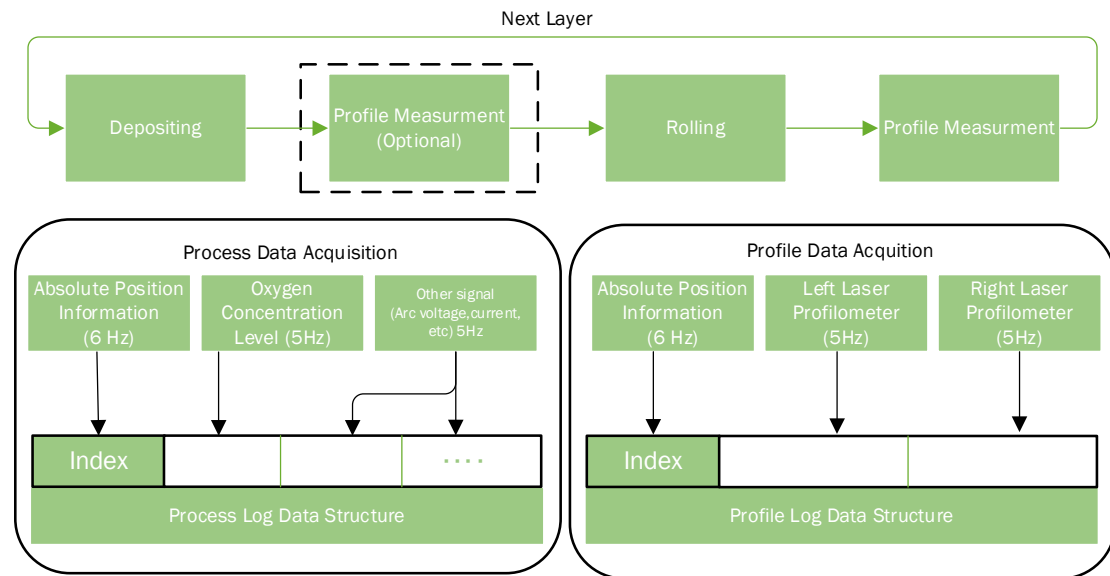 Next Layer
Depositing
Profile Measurment
(Optional)
Rolling
Profile Measurment
Process Data Acquisition
Absolute Position
Information
(6 Hz)
Oxygen
Concentration
Level (5Hz)
Other signal
(Arc voltage,current,
etc) 5Hz
Index
....
Process Log Data Structure
Profile Data Acquition
Absolute Position
Information
(6 Hz)
Left Laser
Profilometer
(5Hz)
Right Laser
Profilometer
(5Hz)
Index
Profile Log Data Structure